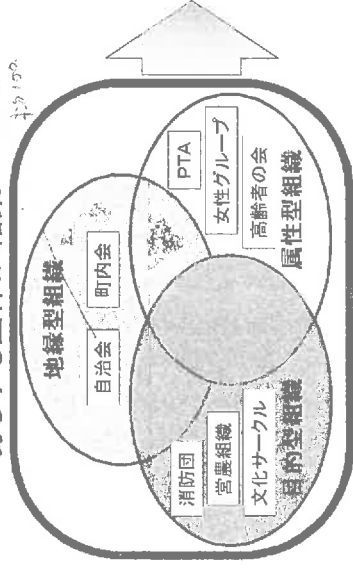 地縁型組織
自治会
町内会
PTA
女性グループ
高齢者の会
属性型組織
消防団
営農組織
文化サークル
目的型組織